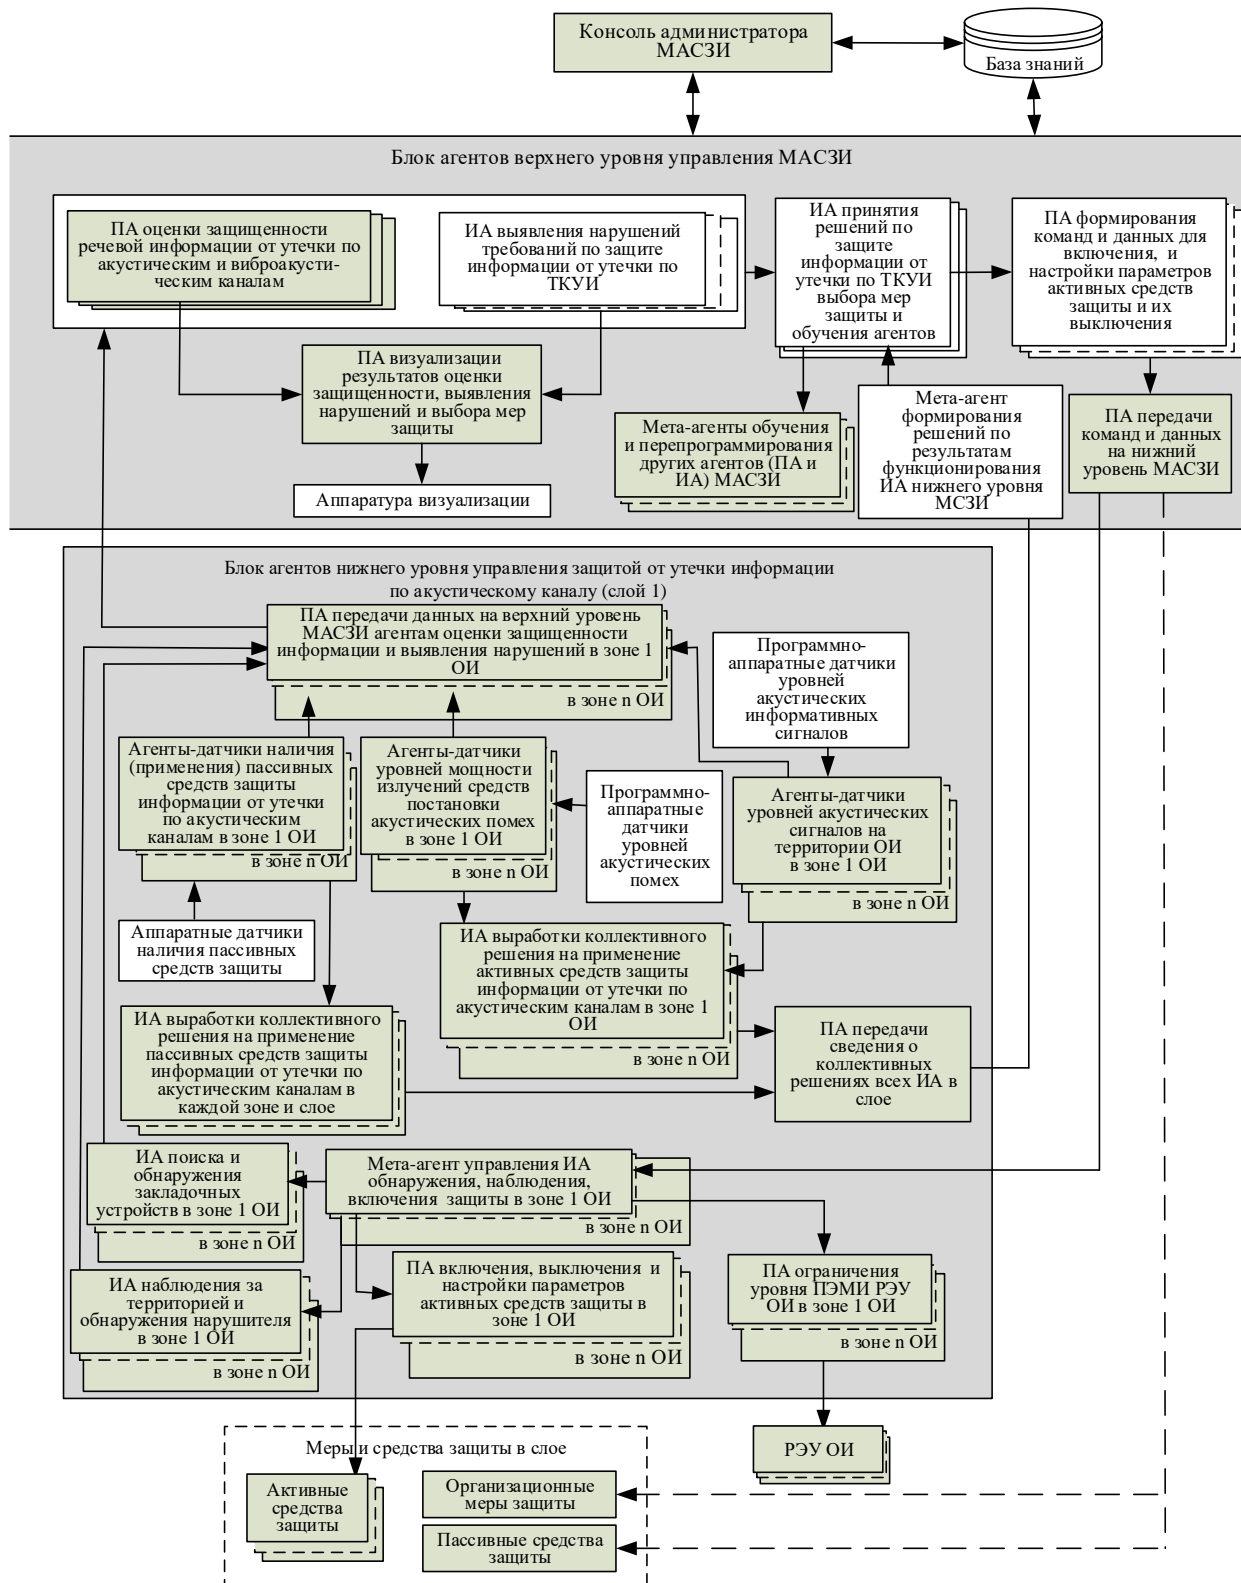 Консоль администратора
МАСЗИ
База знаний
Блок агентов верхнего уровня управления МАСЗИ
ПА оценки защищенности
речевой информации от утечки по
акустическим и виброакусти-
ческим каналам
ИА выявления нарушений
требований по защите
информации от утечки по
ТКУИ
ИА принятия
решений по
защите
информации от
утечки по ТКУИ
выбора мер
защиты и
обучения агентов
ПА формирования
команд и данных для
включения, и
настройки параметров
активных средств
защиты и их
выключения
ПА визуализации
результатов оценки
защищенности, выявления
нарушений и выбора мер
защиты
Аппаратура визуализации
Мета-агенты обучения
и перепрограммирования
других агентов (ПА и
ИА) МАСЗИ
Мета-агент
формирования
решений по
результатам
функционирования
ИА нижнего уровня
МСЗИ
ПА передачи
команд и данных
на нижний
уровень МАСЗИ
Блок агентов нижнего уровня управления защитой от утечки информации
по акустическому каналу (слой 1)
ПА передачи данных на верхний уровень
МАСЗИ агентам оценки защищенности
информации и выявления нарушений в зоне 1
ОИ
в зоне n ОИ
Программно-
аппаратные датчики
уровней
акустических
информативных
сигналов
Агенты-датчики наличия
(применения) пассивных
средств защиты
информации от утечки
по акустическим
каналам в зоне 1 ОИ
в зоне n ОИ
Агенты-датчики
уровней мощности
излучений средств
постановки
акустических помех
в зоне 1 ОИ
в зоне n ОИ
Программно-
аппаратные
датчики
уровней
акустических
помех
Агенты-датчики
уровней акустических
сигналов на
территории ОИ
в зоне 1 ОИ
в зоне n ОИ
Аппаратные датчики
наличия пассивных
средств защиты
ИА выработки коллективного
решения на применение
активных средств защиты
информации от утечки по
акустическим каналам в зоне 1
ОИ
в зоне n ОИ
ИА выработки коллективного
решения на применение
пассивных средств защиты
информации от утечки по
акустическим каналам в
каждой зоне и слое
ПА передачи
сведения о
коллективных
решениях всех ИА в
слое
ИА поиска и
обнаружения
закладочных
устройств в зоне 1 ОИ
в зоне n ОИ
Мета-агент управления ИА
обнаружения, наблюдения,
включения защиты в зоне 1 ОИ
в зоне n ОИ
ИА наблюдения за
территорией и
обнаружения нарушителя
в зоне 1 ОИ
в зоне n ОИ
ПА включения, выключения и
настройки параметров
активных средств защиты в
зоне 1 ОИ
в зоне n ОИ
ПА ограничения
уровня ПЭМИ РЭУ
ОИ в зоне 1 ОИ
в зоне n ОИ
Меры и средства защиты в слое
РЭУ ОИ
Активные
средства
защиты
Организационные
меры защиты
Пассивные средства
защиты